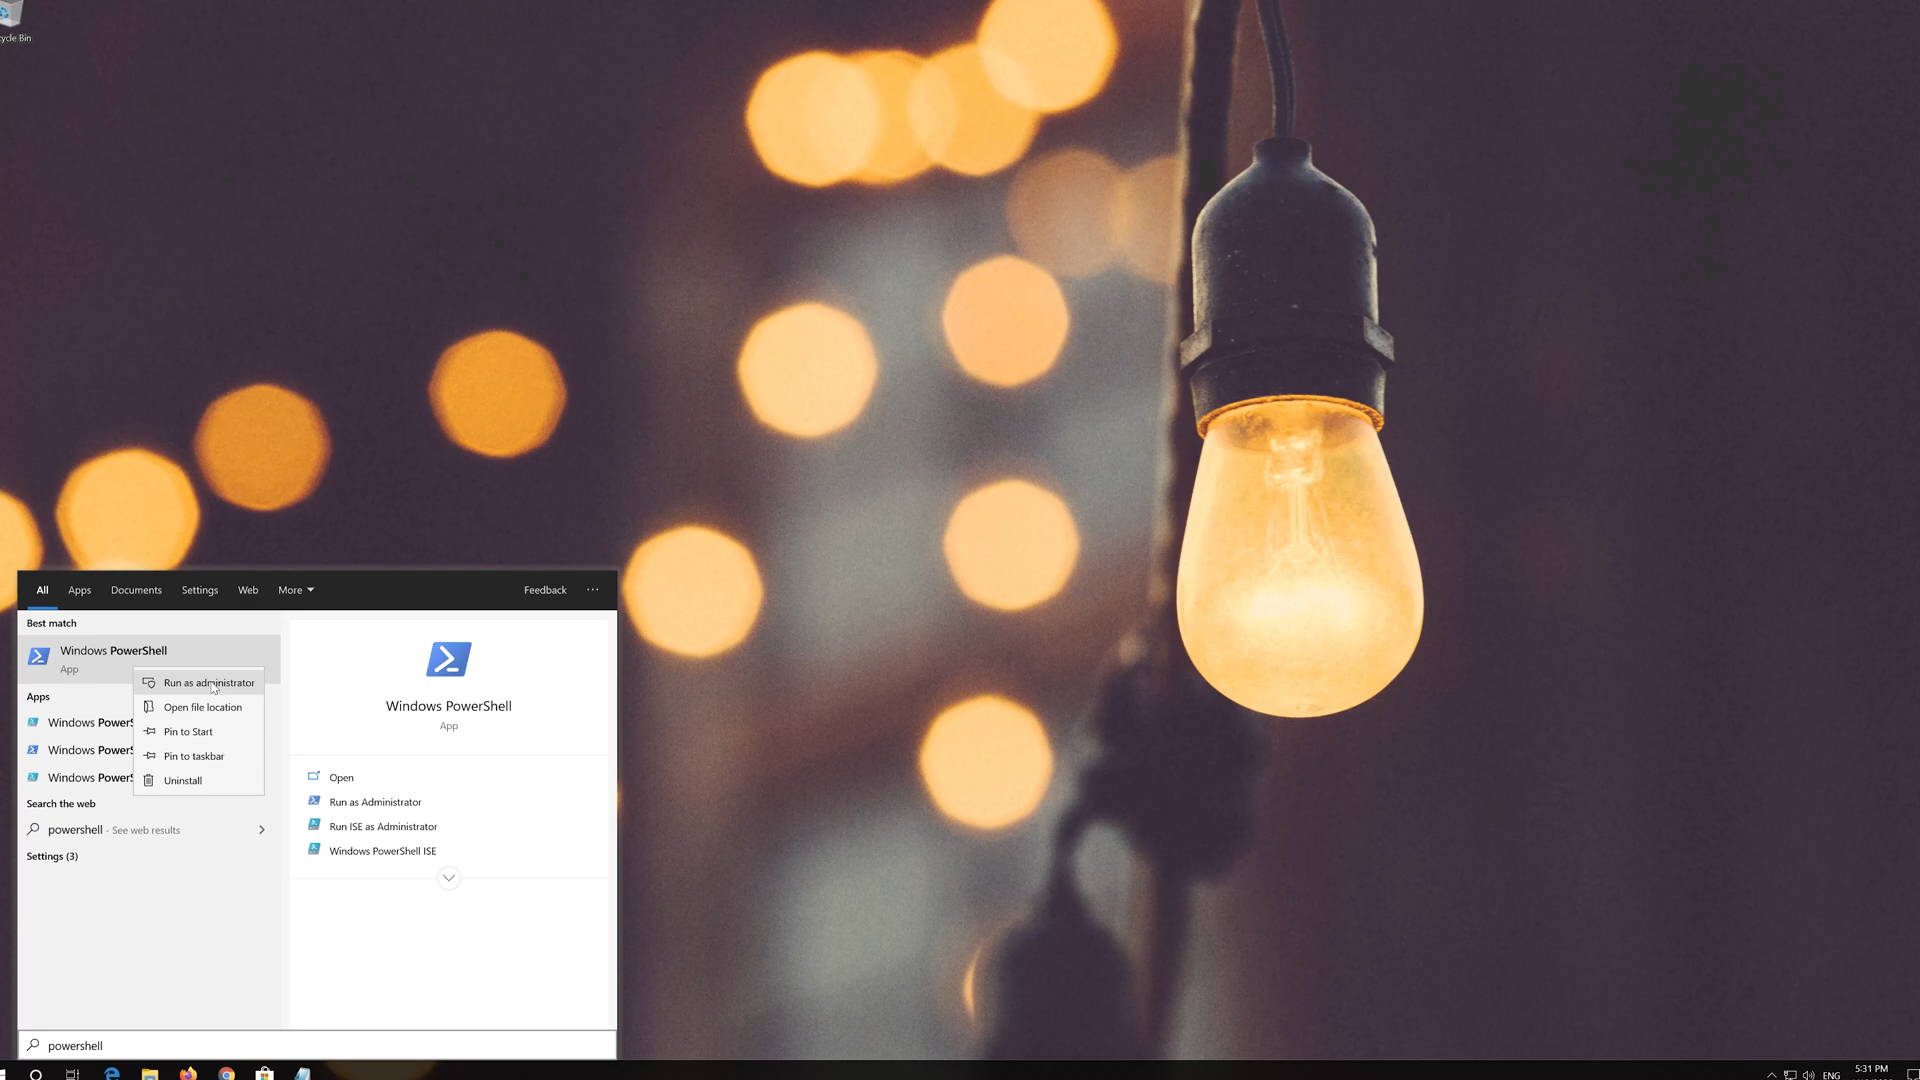 cycle Bin
All Apps Documents Settings Web More Feedback ...
Best match
Windows PowerShell
App
Run as administrator
Open file location
Pin to Start
Pin to taskbar
Uninstall
Apps
Windows PowerS
Windows PowerS
Windows PowerS
Search the web
powershell - See web results
Settings (3)
Windows PowerShell
App
Open
Run as Administrator
Run ISE as Administrator
Windows PowerShell ISE
powershell
ENG
5:31 PM